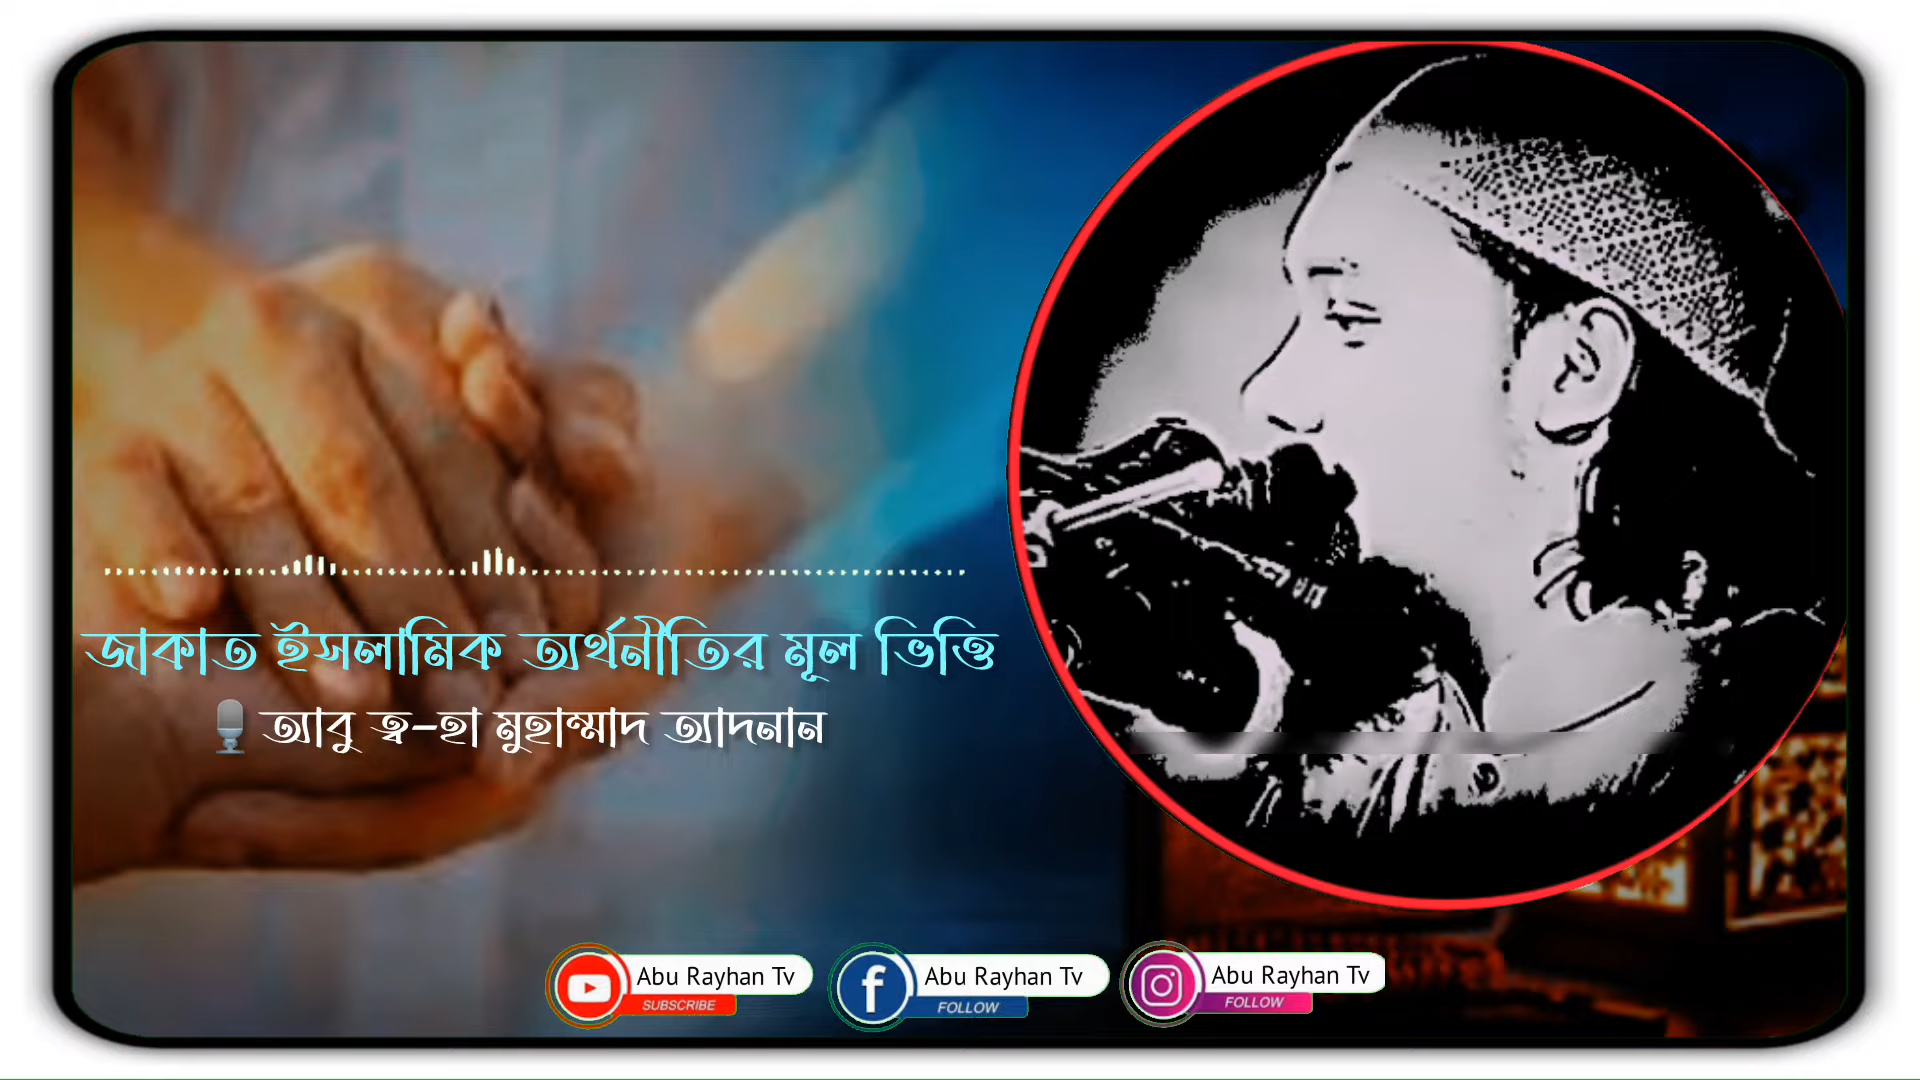 জাকাত ইসলামিক অর্থনীতির মূল ভিত্তি
আবু ত্ব-হা মুহাম্মাদ আদনান
Abu Rayhan Tv
SUBSCRIBE
Abu Rayhan Tv
FOLLOW
Abu Rayhan Tv
FOLLOW